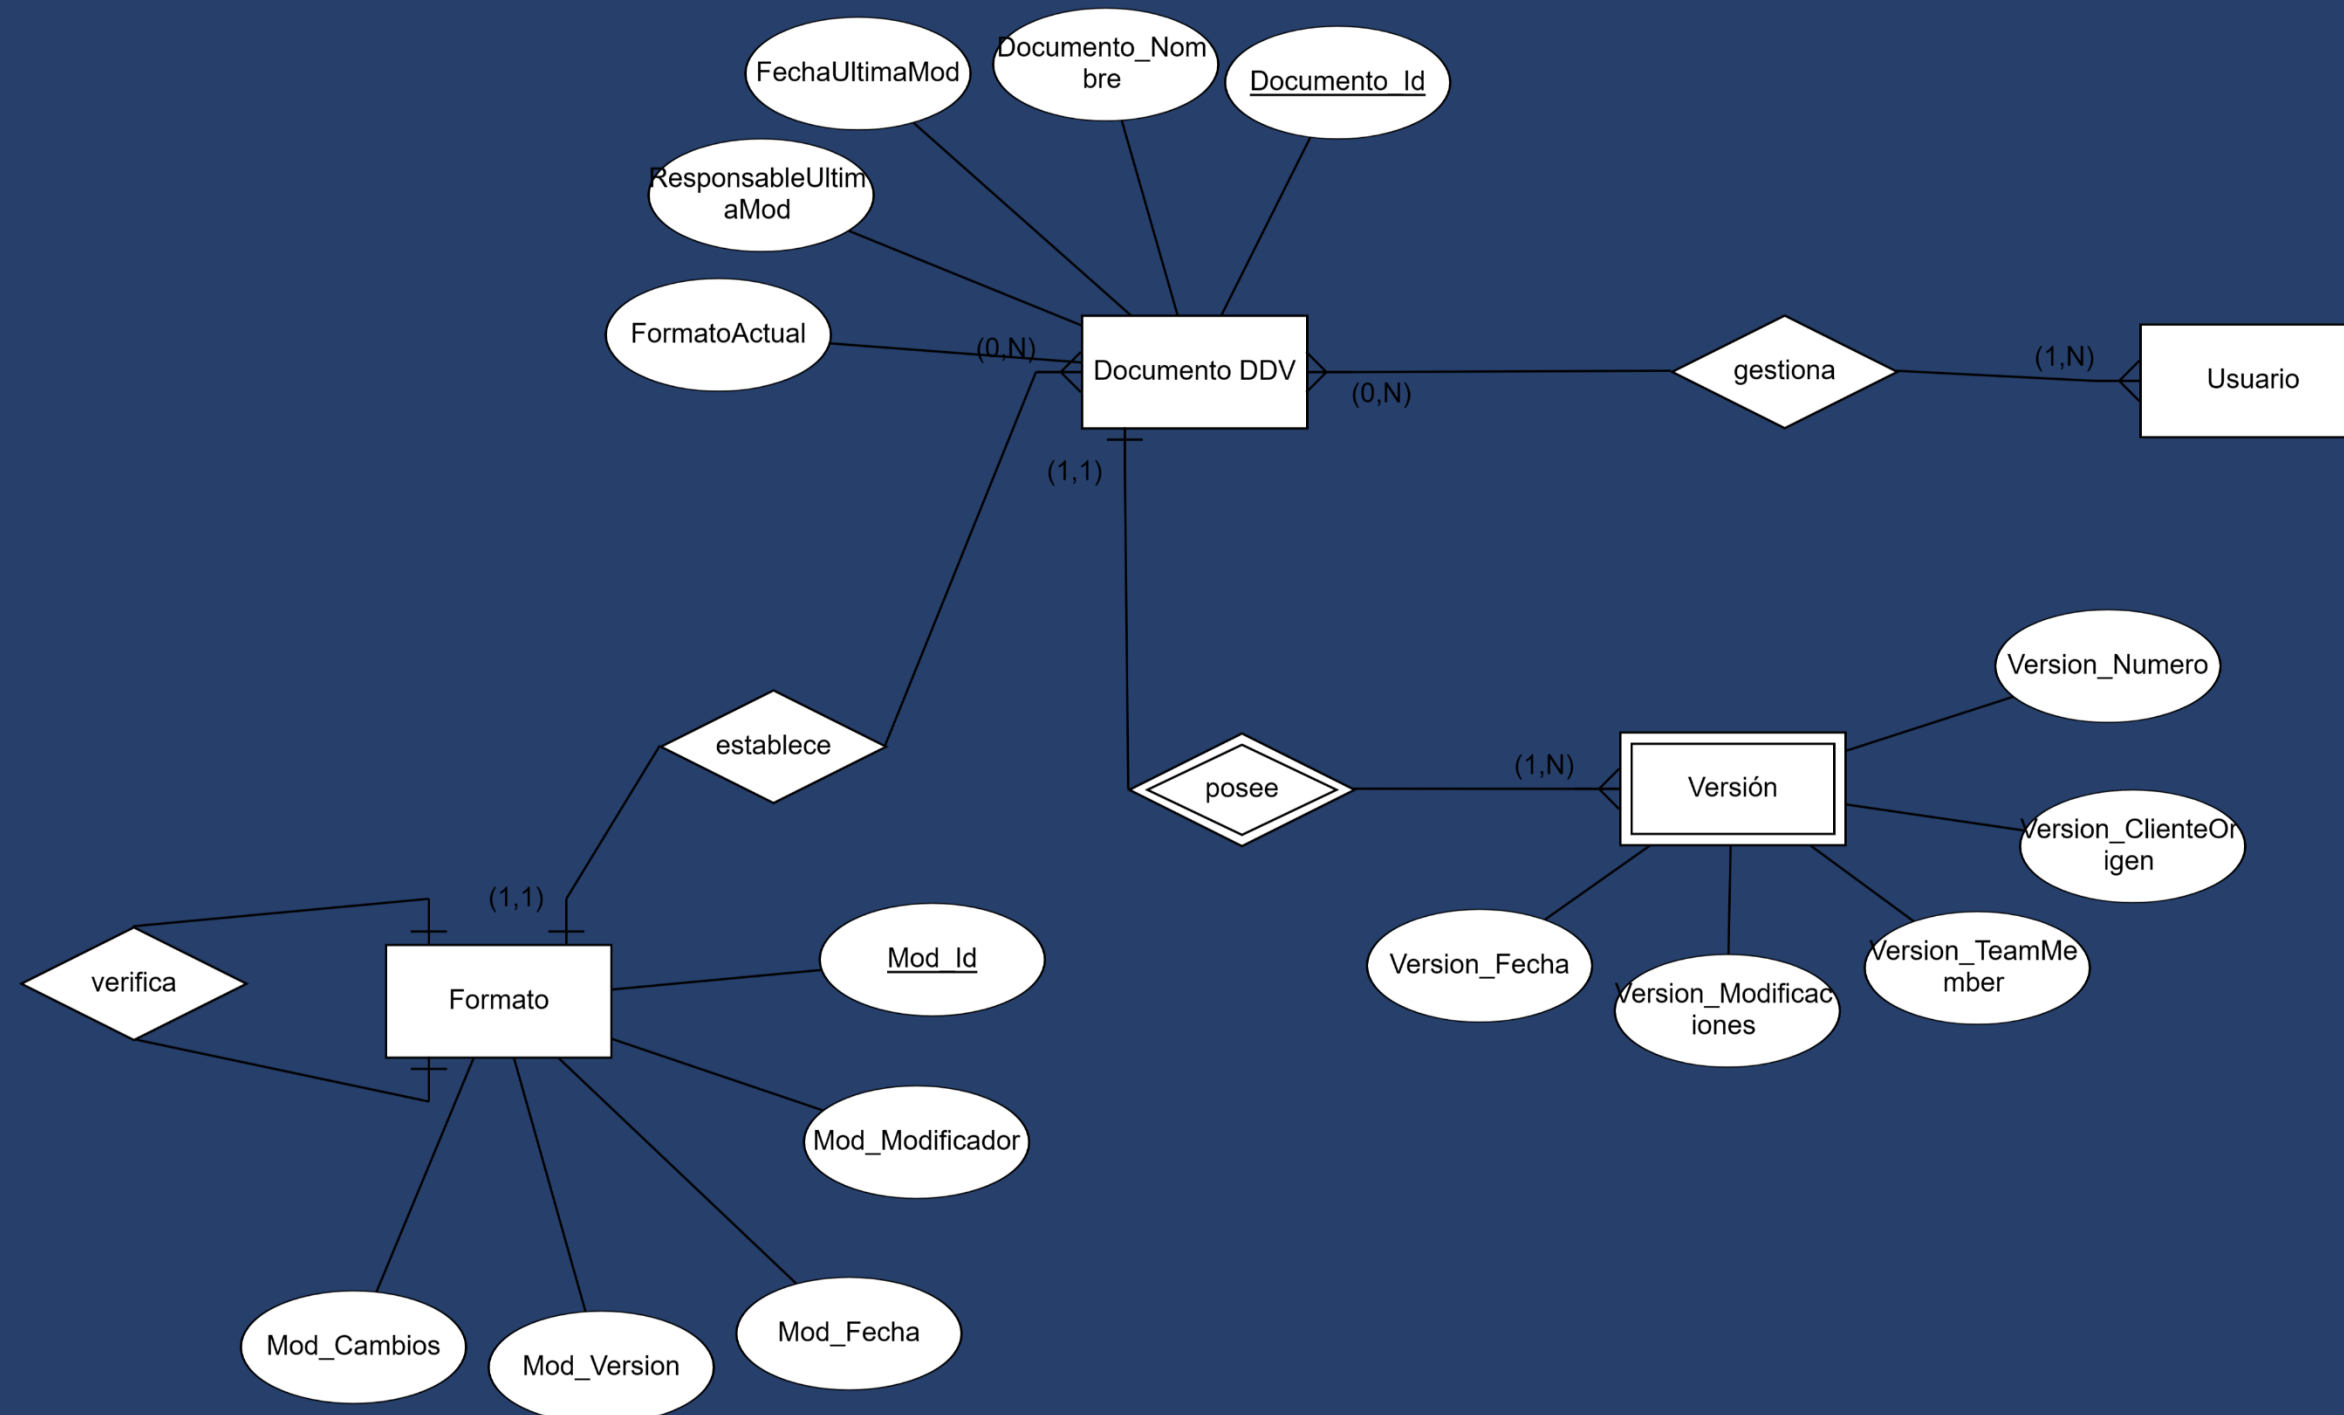 Documento_Nom
bre
FechaUltimaMod
Documento_Id
ResponsableUltim
aMod
FormatoActual
(0,N)
Documento DDV
(0,N)
gestiona
(1,N)
Usuario
(1,1)
establece
posee
(1,N)
Versión
Version_Numero
Version_ClienteOr
igen
Version_TeamMe
mber
Version_Fecha
Version_Modificac
iones
(1,1)
verifica
Formato
Mod_Id
Mod_Modificador
Mod_Fecha
Mod_Cambios
Mod_Version